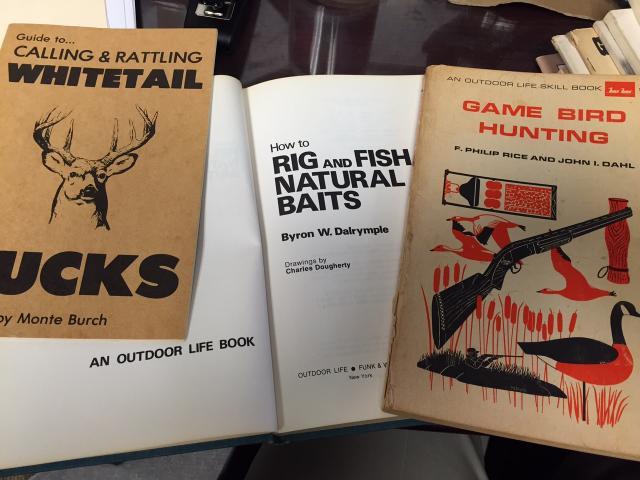 Guide to...
CALLING & RATTLING
WHITETAIL
UCKS
by Monte Burch
AN OUTDOOR LIFE BOOK
How to
RIG AND FISH
NATURAL
BAITS
Byron W. Dalrymple
Drawings by
Charles Dougherty
OUTDOOR LIFE ● FUNK & W
New York
AN OUTDOOR LIFE SKILL BOOK
GAME BIRD
HUNTING
F. PHILIP RICE AND JOHN I. DAHL